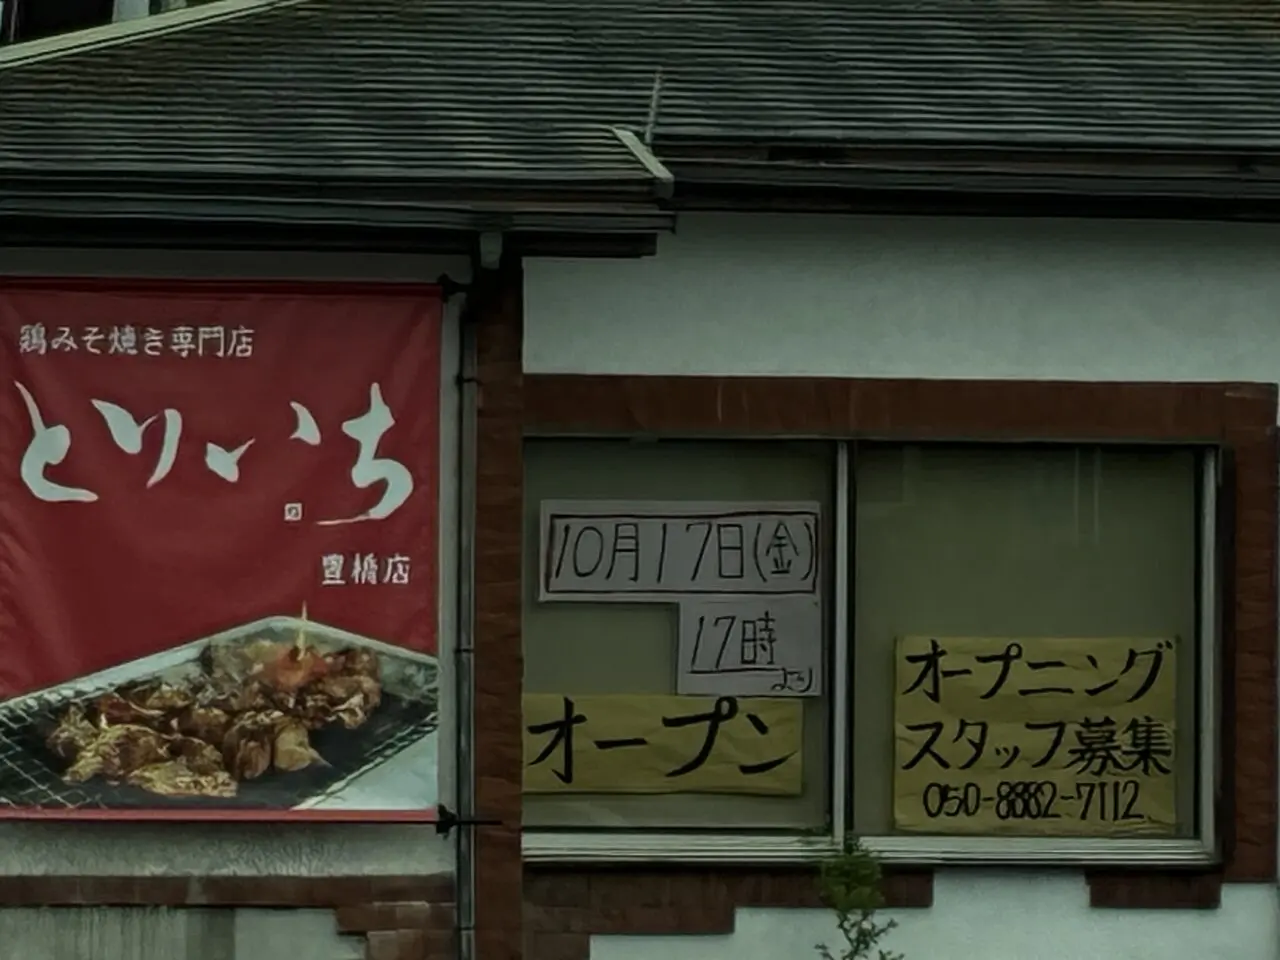 鶏みそ焼き専門店
とりいち
豊橋店
10月17日(金)
17時
より
オープン
オープニング
スタッフ募集
050-8882-7112